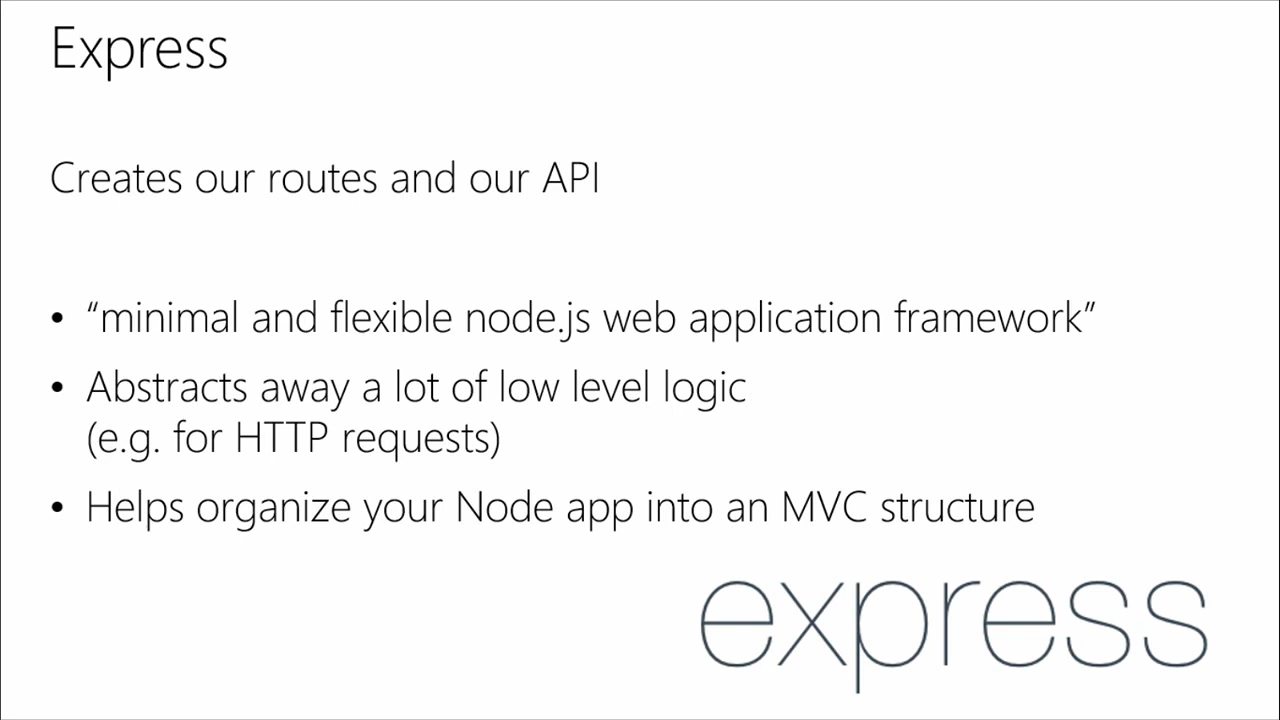 Express
Creates our routes and our API
• “minimal and flexible node.js web application framework”
• Abstracts away a lot of low level logic
(e.g. for HTTP requests)
• Helps organize your Node app into an MVC structure
express